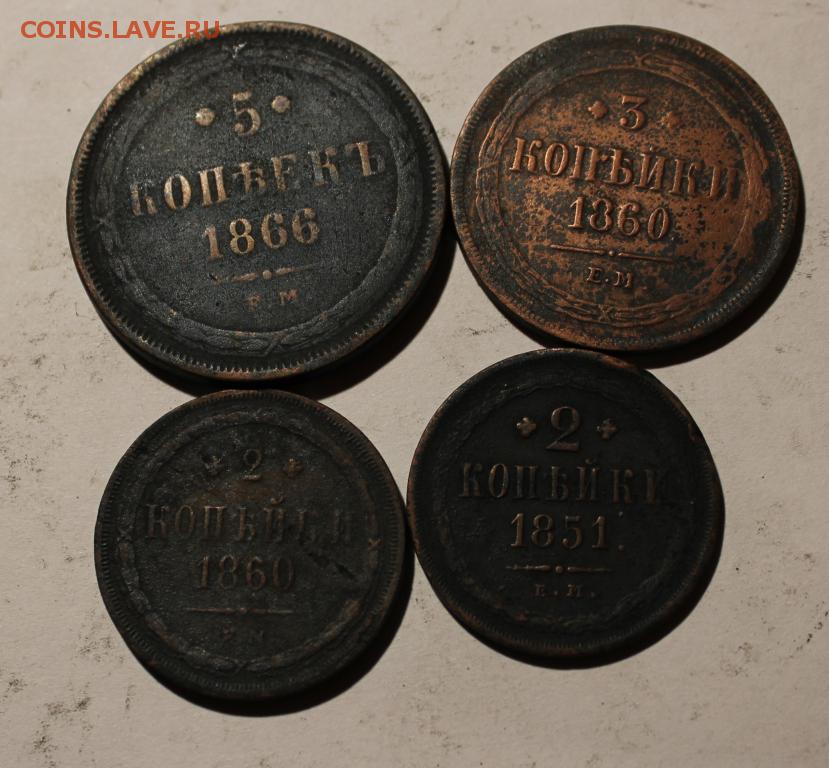 COINS.LAVE.RU
5
КОПѢЕКЪ
1866
Е.М.
3
КОПѢЙКИ
1860
Е.М.
2
КОПѢЙКИ
1860
Е.М.
2
КОПѢЙКИ
1851.
Е.М.